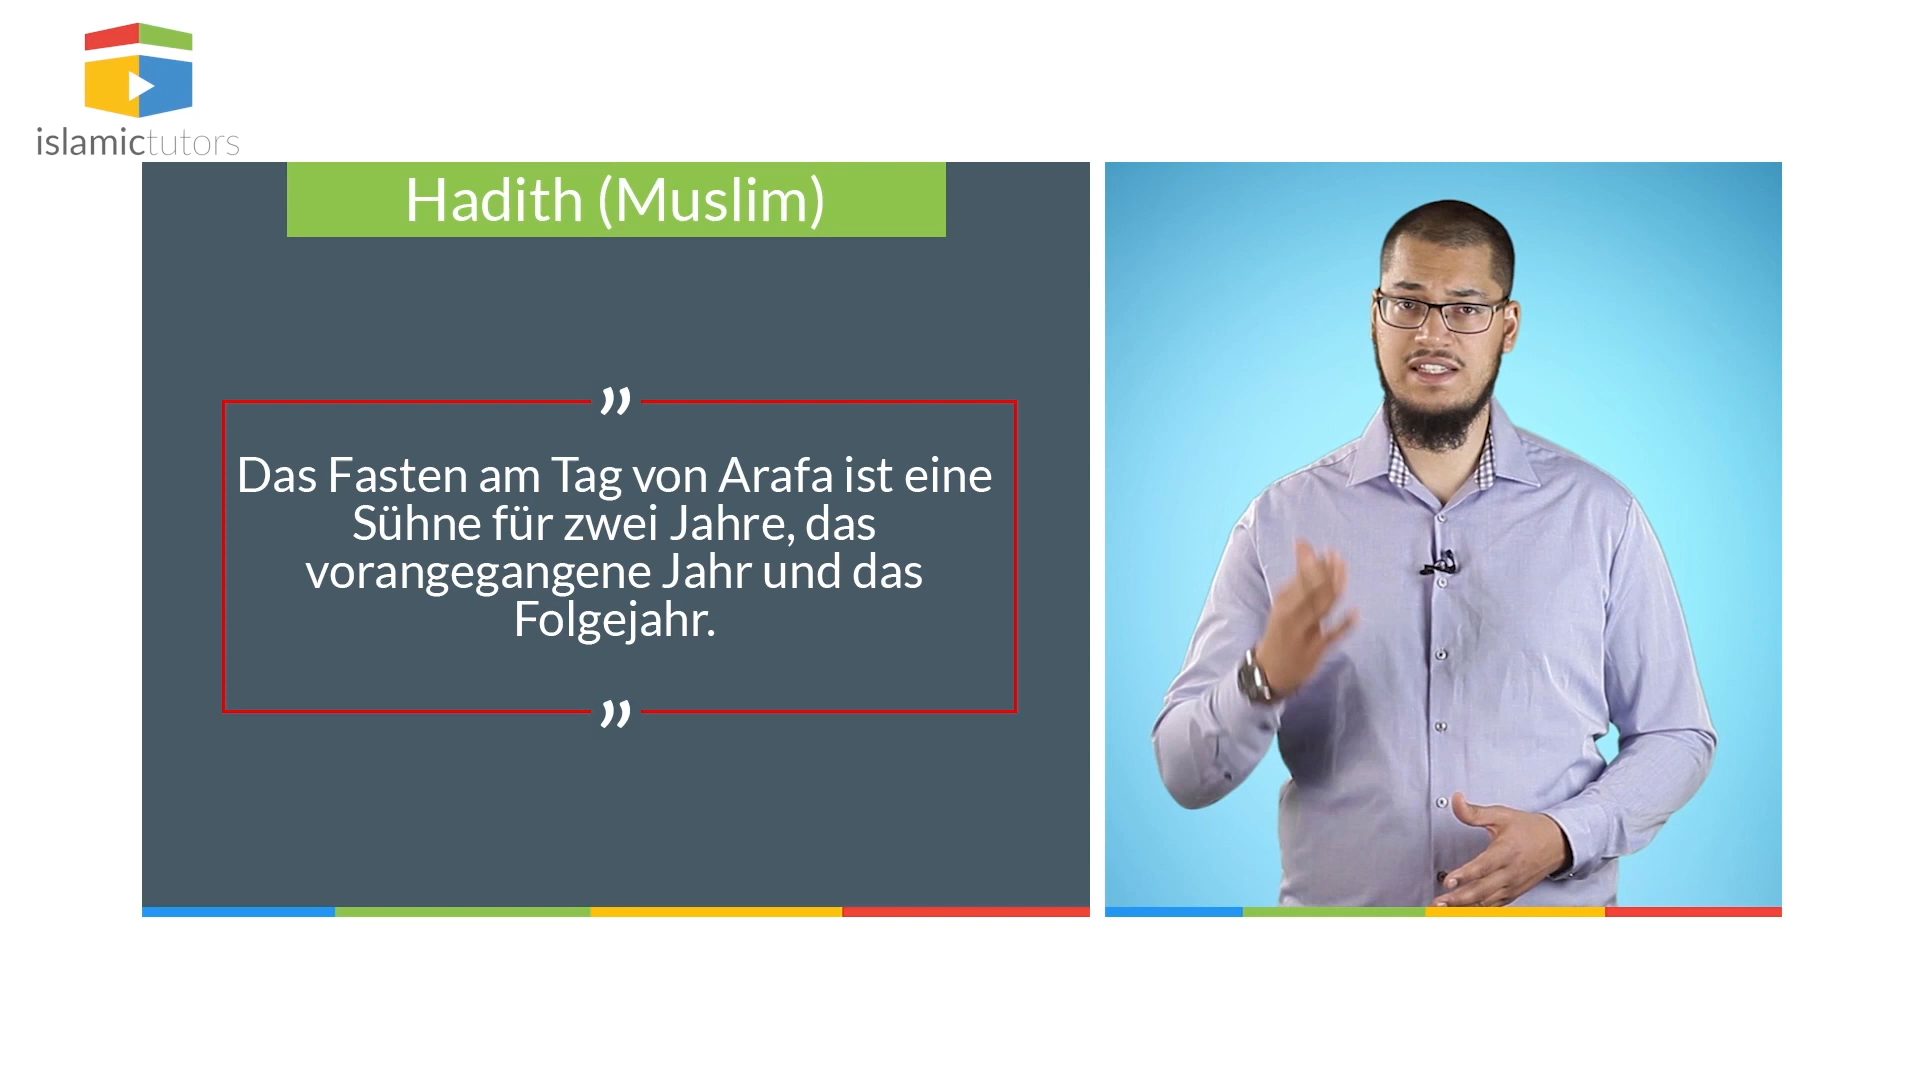 islamictutors
Hadith (Muslim)
”
Das Fasten am Tag von Arafa ist eine
Sühne für zwei Jahre, das
vorangegangene Jahr und das
Folgejahr.
”